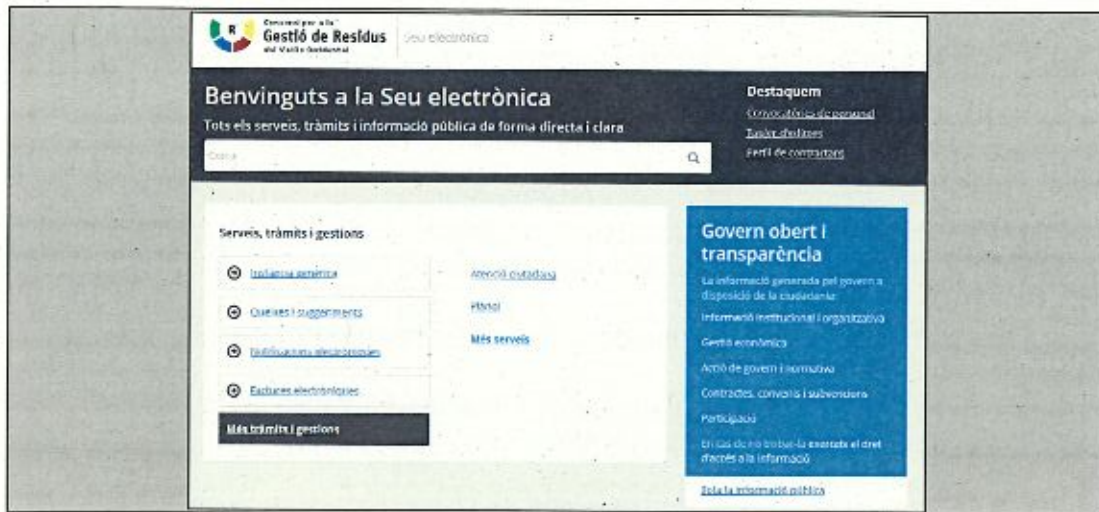 Consorci per a la
Gestió de Residus
del Vallès Occidental
Seu electrònica
Benvinguts a la Seu electrònica
Tots els serveis, tràmits i informació pública de forma directa i clara
Cerca
Destaquem
Convocatòries de personal
Tauler d'edictes
Perfil de contractant
Serveis, tràmits i gestions
Instància genèrica
Queixes i suggeriments
Notificacions electròniques
Factures electròniques
Més tràmits i gestions
Atenció ciutadana
Plànol
Més serveis
Govern obert i
transparència
La informació generada pel govern a
disposició de la ciutadania:
Informació institucional i organitzativa
Gestió econòmica
Acció de govern i normativa
Contractes, convenis i subvencions
Participació
En cas de no trobar-la exerceix el dret
d'accés a la informació
Tota la informació pública